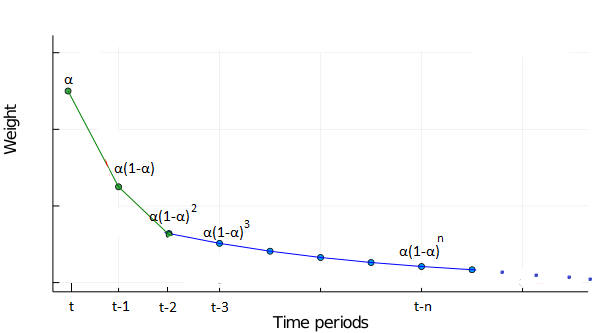 α
α(1-α)
α(1-α)²
α(1-α)³
α(1-α)ⁿ
Weight
t t-1 t-2 t-3 t-n
Time periods